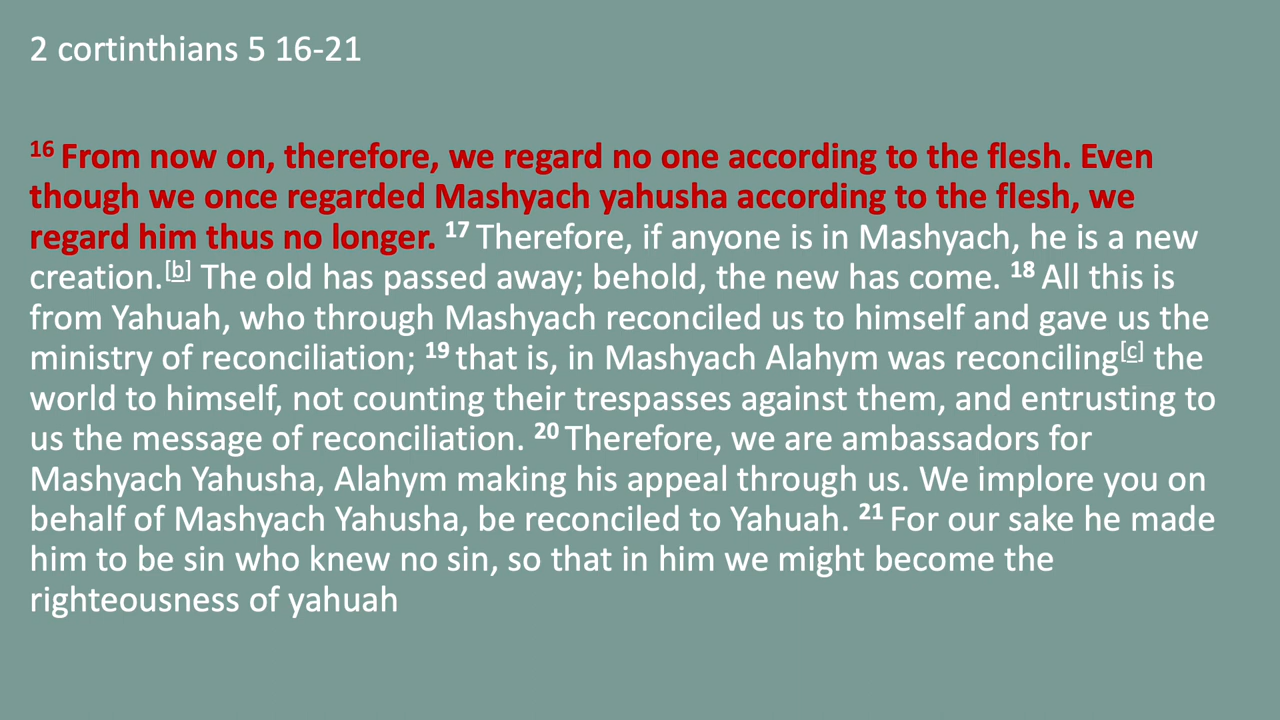 2 cortinthians 5 16-21
16 From now on, therefore, we regard no one according to the flesh. Even
though we once regarded Mashyach yahusha according to the flesh, we
regard him thus no longer. 17 Therefore, if anyone is in Mashyach, he is a new
creation.[b] The old has passed away; behold, the new has come. 18 All this is
from Yahuah, who through Mashyach reconciled us to himself and gave us the
ministry of reconciliation; 19 that is, in Mashyach Alahym was reconciling[c] the
world to himself, not counting their trespasses against them, and entrusting to
us the message of reconciliation. 20 Therefore, we are ambassadors for
Mashyach Yahusha, Alahym making his appeal through us. We implore you on
behalf of Mashyach Yahusha, be reconciled to Yahuah. 21 For our sake he made
him to be sin who knew no sin, so that in him we might become the
righteousness of yahuah